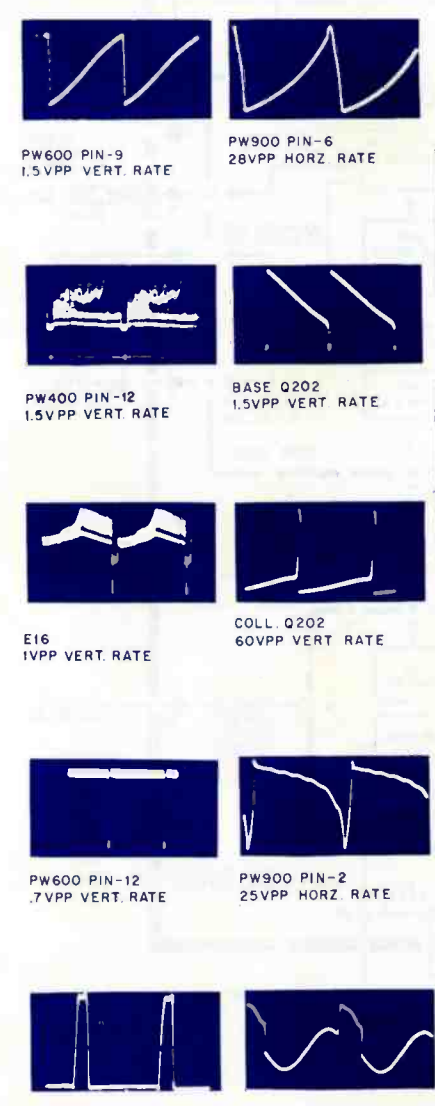 PW600 PIN-9
1.5VPP VERT. RATE
PW900 PIN-6
28VPP HORZ. RATE
PW400 PIN-12
1.5VPP VERT. RATE
BASE Q202
1.5VPP VERT. RATE
E16
1VPP VERT. RATE
COLL. Q202
60VPP VERT RATE
PW600 PIN-12
.7VPP VERT. RATE
PW900 PIN-2
25VPP HORZ. RATE